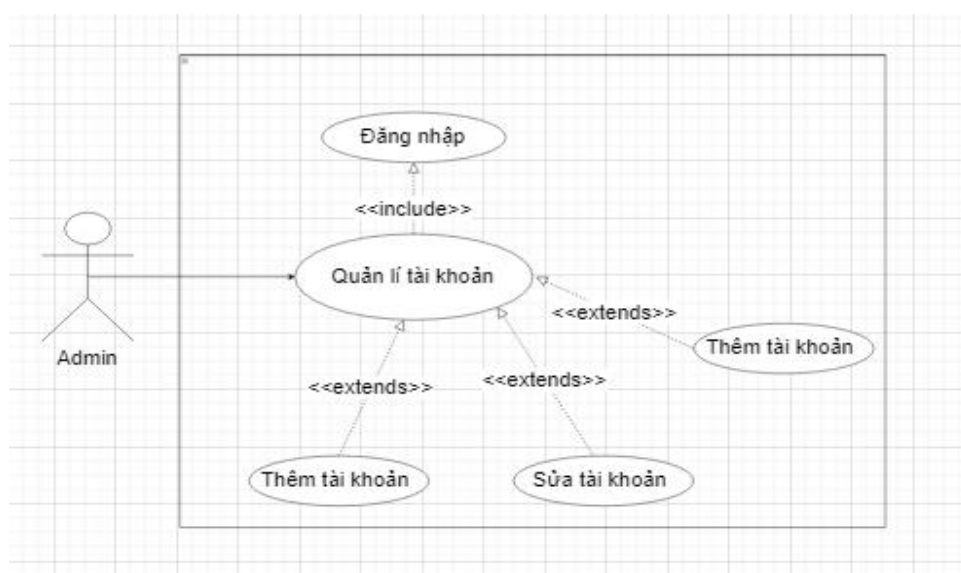 Đăng nhập
<<include>>
Quản lí tài khoản
<<extends>>
Thêm tài khoản
Admin
<<extends>>
<<extends>>
Thêm tài khoản
Sửa tài khoản